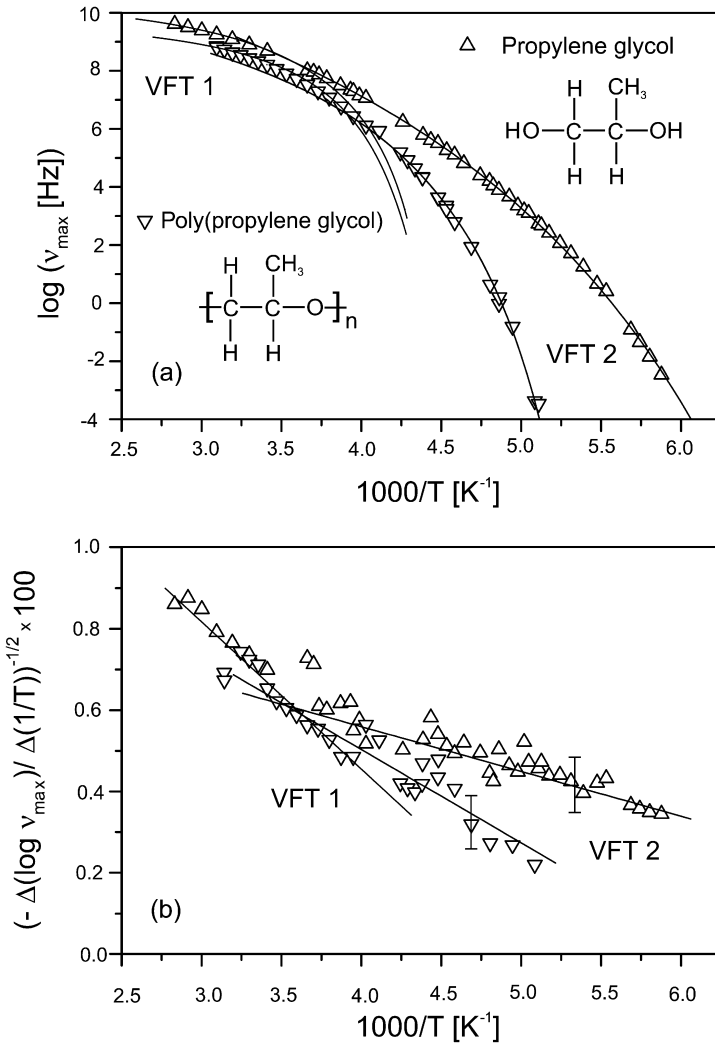 10
8
6
4
2
0
-2
-4
log (ν_max [Hz])
VFT 1
△ Propylene glycol
H CH₃
HO C C OH
H H
▽ Poly(propylene glycol)
H CH₃
[ C C O ]n
H H
VFT 2
(a)
2.5 3.0 3.5 4.0 4.5 5.0 5.5 6.0
1000/T [K⁻¹]
1.0
0.8
0.6
0.4
0.2
0.0
(- Δ(log ν_max)/ Δ(1/T))^-1/2 x 100
VFT 1
VFT 2
(b)
2.5 3.0 3.5 4.0 4.5 5.0 5.5 6.0
1000/T [K⁻¹]